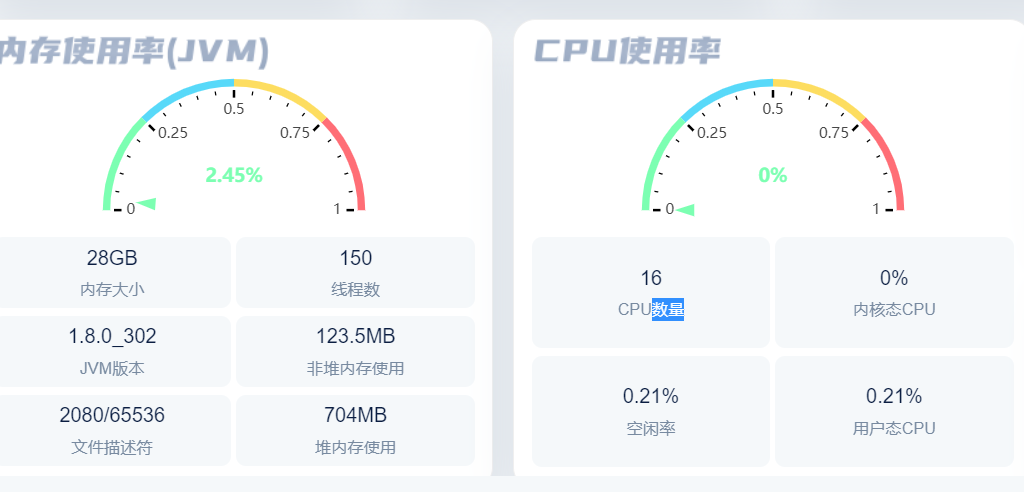 内存使用率(JVM)
0
0.25
0.5
0.75
1
2.45%
28GB
内存大小
150
线程数
1.8.0_302
JVM版本
123.5MB
非堆内存使用
2080/65536
文件描述符
704MB
堆内存使用
CPU使用率
0
0.25
0.5
0.75
1
0%
16
CPU数量
0%
内核态CPU
0.21%
空闲率
0.21%
用户态CPU